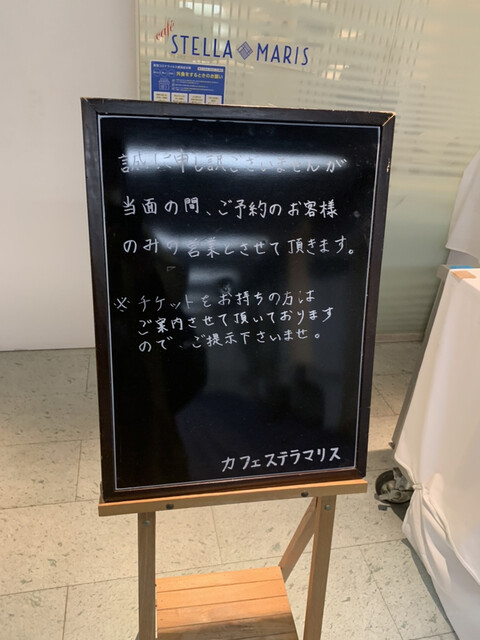 café
STELLA MARIS
誠に申し訳ございませんが
当面の間、ご予約のお客様
のみの営業とさせて頂きます。
※チケットをお持ちの方は
ご案内させて頂いております
ので、ご提示下さいませ。
カフェステラマリス